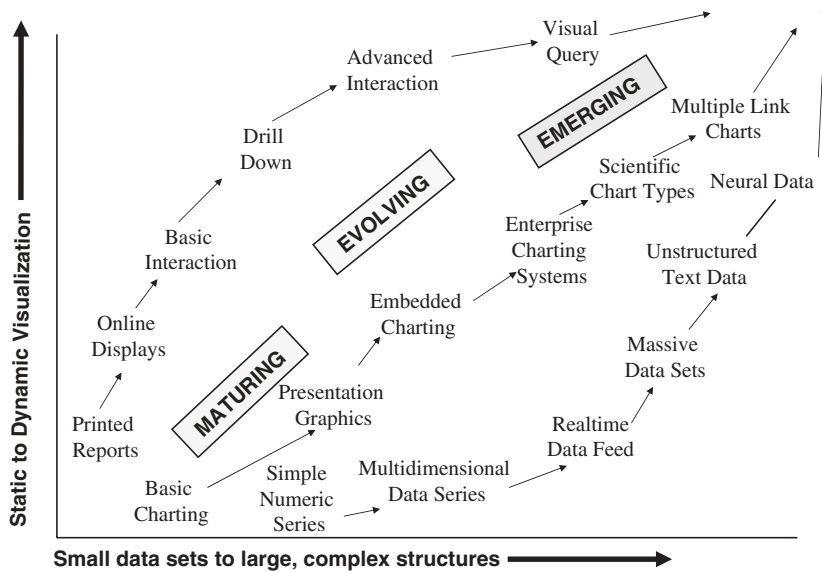 Visual
Query
Advanced
Interaction
EMERGING
Multiple Link
Charts
Drill
Down
Scientific
Chart Types
Neural Data
EVOLVING
Basic
Interaction
Enterprise
Charting
Systems
Unstructured
Text Data
Embedded
Charting
Online
Displays
Massive
Data Sets
MATURING
Presentation
Graphics
Printed
Reports
Realtime
Data Feed
Basic
Charting
Simple
Numeric
Series
Multidimensional
Data Series
Static to Dynamic Visualization
Small data sets to large, complex structures